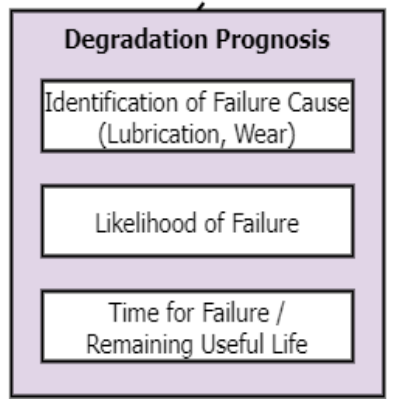 Degradation Prognosis
Identification of Failure Cause
(Lubrication, Wear)
Likelihood of Failure
Time for Failure /
Remaining Useful Life